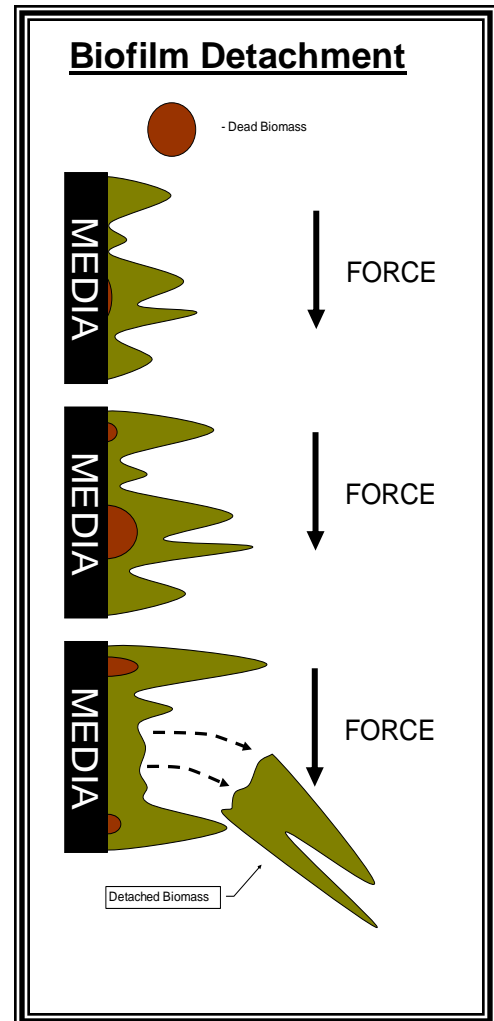 Biofilm Detachment
- Dead Biomass
MEDIA
FORCE
MEDIA
FORCE
MEDIA
FORCE
Detached Biomass